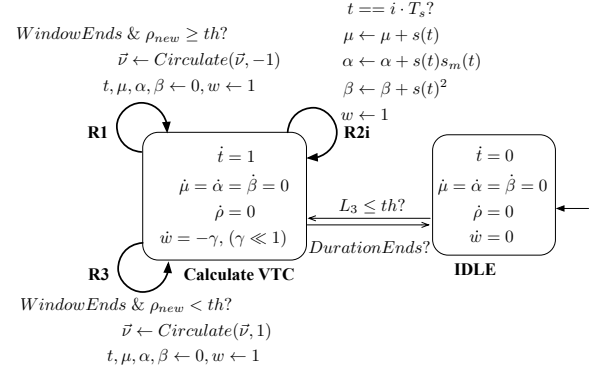 t == i · T_s?
μ ← μ + s(t)
α ← α + s(t)s_m(t)
β ← β + s(t)²
w ← 1
WindowEnds & ρ_new ≥ th?
ν⃗ ← Circulate(ν⃗, −1)
t, μ, α, β ← 0, w ← 1
R1
R2i
ṫ = 1
μ̇ = α̇ = β̇ = 0
ρ̇ = 0
ẇ = −γ, (γ ≪ 1)
Calculate VTC
L₃ ≤ th?
DurationEnds?
ṫ = 0
μ̇ = α̇ = β̇ = 0
ρ̇ = 0
ẇ = 0
IDLE
R3
WindowEnds & ρ_new < th?
ν⃗ ← Circulate(ν⃗, 1)
t, μ, α, β ← 0, w ← 1